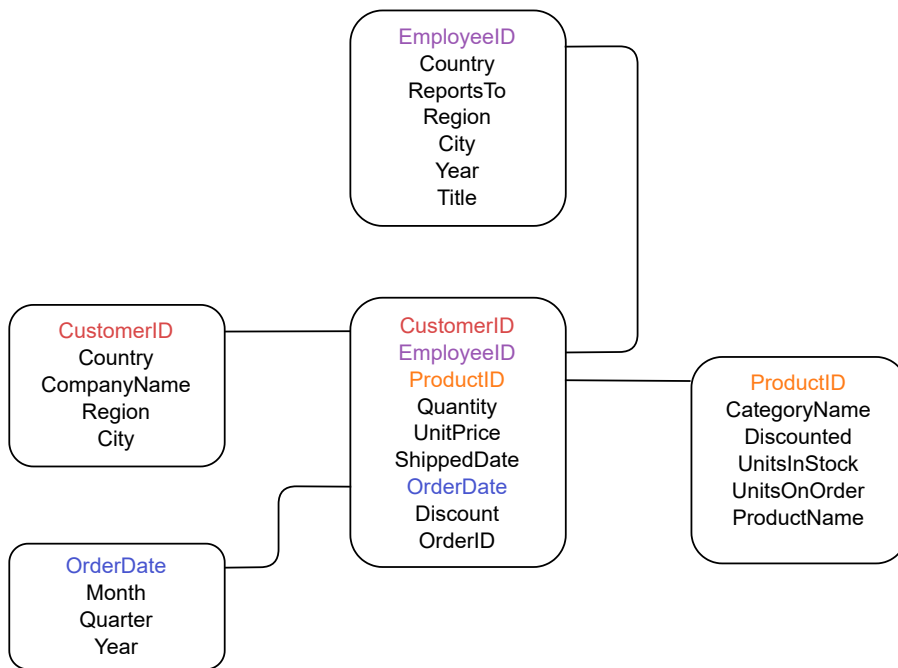 EmployeeID
Country
ReportsTo
Region
City
Year
Title
CustomerID
Country
CompanyName
Region
City
CustomerID
EmployeeID
ProductID
Quantity
UnitPrice
ShippedDate
OrderDate
Discount
OrderID
ProductID
CategoryName
Discounted
UnitsInStock
UnitsOnOrder
ProductName
OrderDate
Month
Quarter
Year